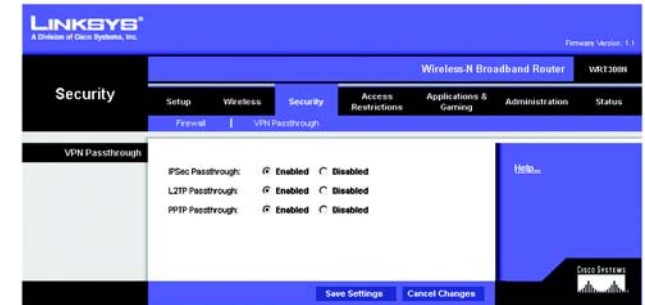 LINKSYS®
A Division of Cisco Systems, Inc.
Firmware Version: 1.1
Wireless-N Broadband Router WRT300N
Security
Setup Wireless Security Access Restrictions Applications & Gaming Administration Status
Firewall | VPN Passthrough
VPN Passthrough
IPSec Passthrough: Enabled Disabled
L2TP Passthrough: Enabled Disabled
PPTP Passthrough: Enabled Disabled
Help...
Save Settings Cancel Changes
CISCO SYSTEMS